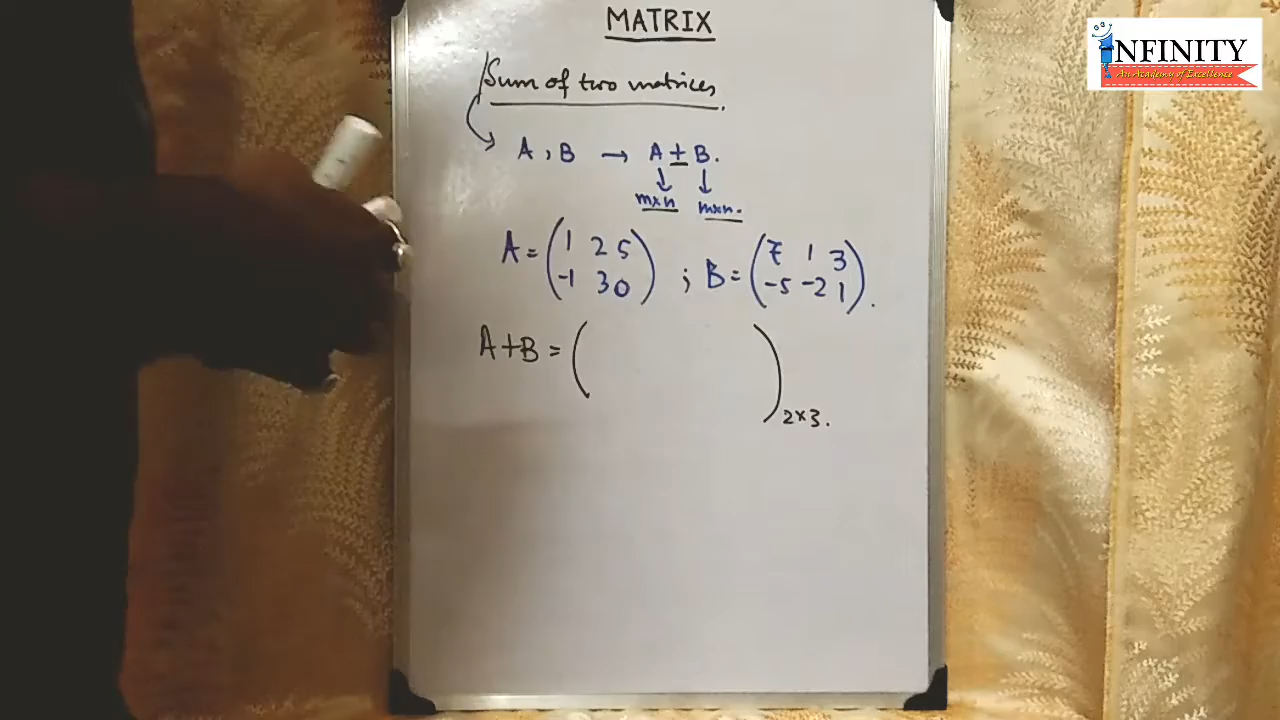 MATRIX
INFINITY
An Academy of Excellence
Sum of two matrices.
A, B → A ± B.
↓ ↓
m×n m×n.
A = ( 1 2 5 ; B = ( 7 1 3
-1 3 0 ) -5 -2 1 ) .
A+B = ( ) 2×3.